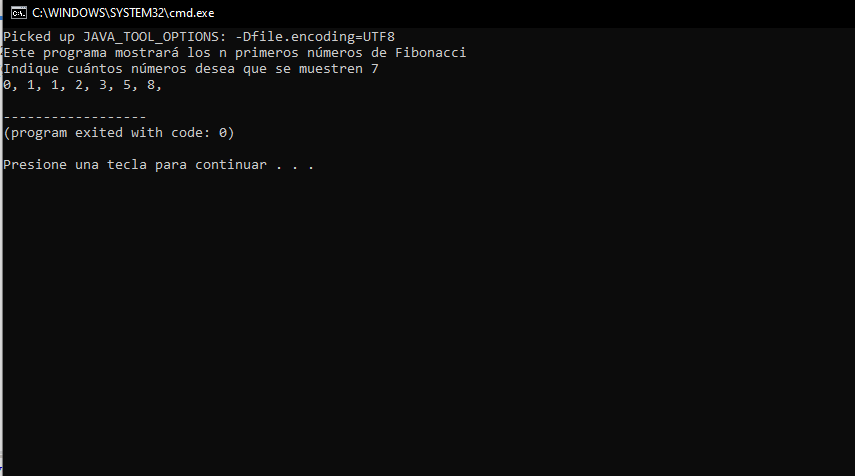 C:\WINDOWS\SYSTEM32\cmd.exe
Picked up JAVA_TOOL_OPTIONS: -Dfile.encoding=UTF8
Este programa mostrará los n primeros números de Fibonacci
Indique cuántos números desea que se muestren 7
0, 1, 1, 2, 3, 5, 8,
------------------
(program exited with code: 0)
Presione una tecla para continuar . . .